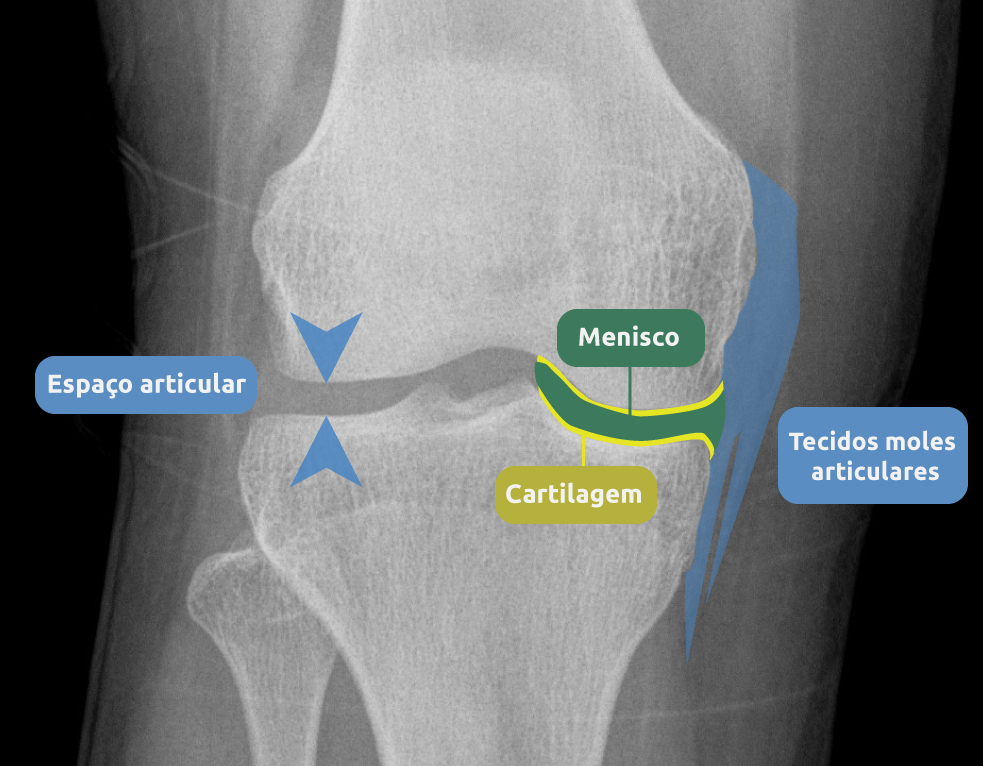 Menisco
Espaço articular
Tecidos moles
articulares
Cartilagem